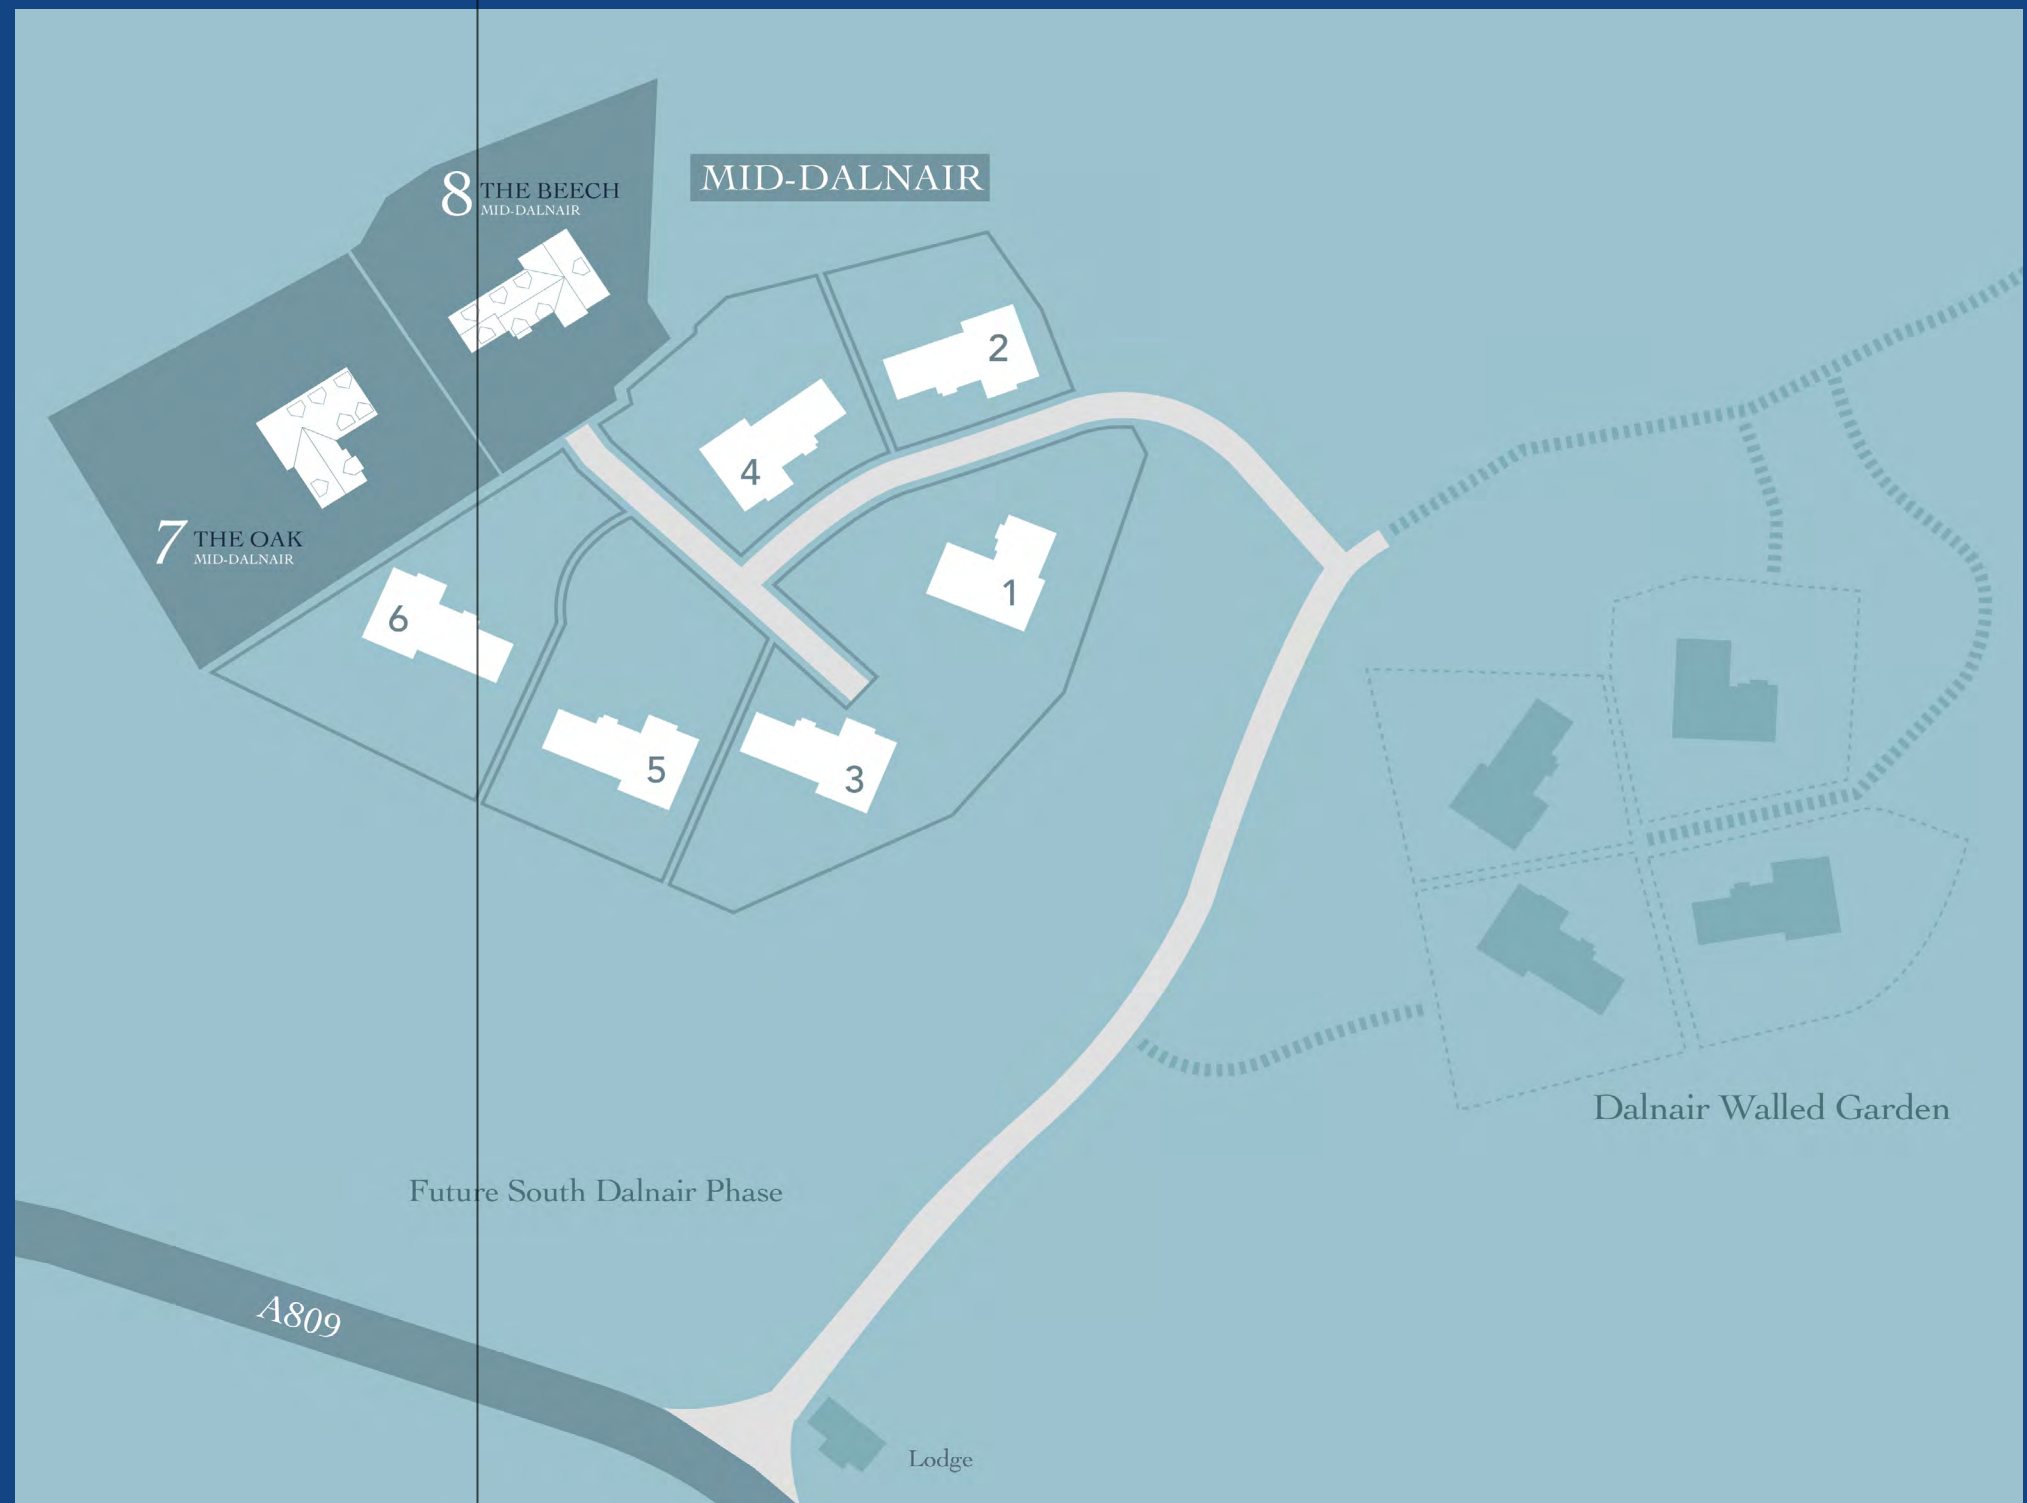 MID-DALNAIR
8 THE BEECH
MID-DALNAIR
2
4
7 THE OAK
MID-DALNAIR
1
6
5
3
Dalnair Walled Garden
Future South Dalnair Phase
A809
Lodge